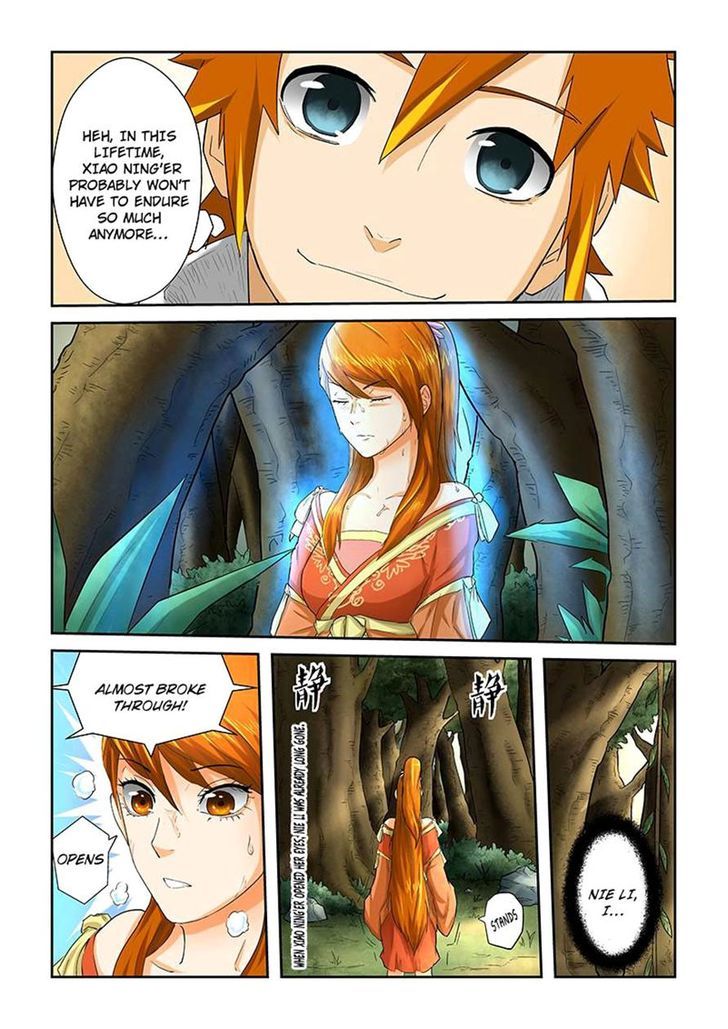 HEH, IN THIS
LIFETIME,
XIAO NING'ER
PROBABLY WON'T
HAVE TO ENDURE
SO MUCH
ANYMORE...
ALMOST BROKE
THROUGH!
OPENS
静
静
WHEN XIAO NING'ER OPENED HER EYES, NIE LI WAS ALREADY LONG GONE.
STANDS
NIE LI,
I...